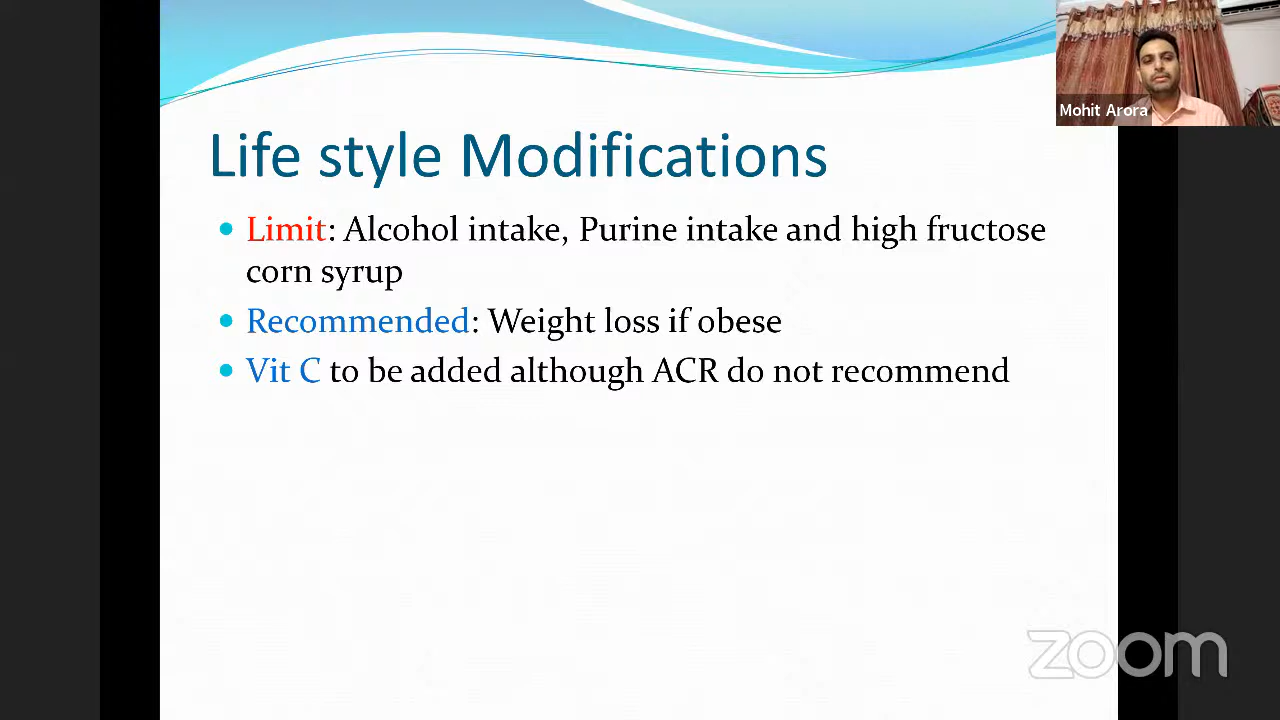 Mohit Arora
Life style Modifications
Limit: Alcohol intake, Purine intake and high fructose
corn syrup
Recommended: Weight loss if obese
Vit C to be added although ACR do not recommend
zoom